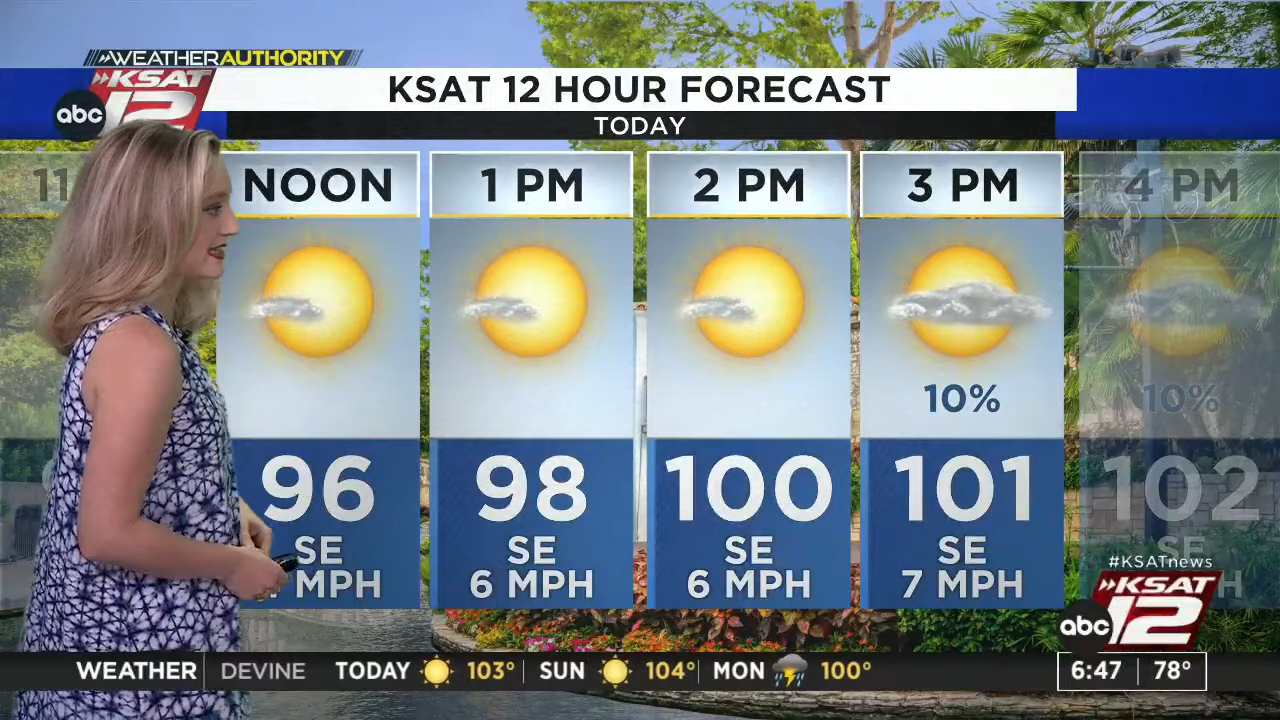 WEATHERAUTHORITY
KSAT
abc 12
KSAT 12 HOUR FORECAST
TODAY
11
NOON
96
SE
MPH
1 PM
98
SE
6 MPH
2 PM
100
SE
6 MPH
3 PM
10%
101
SE
7 MPH
4 PM
10%
102
SE
#KSATnews
KSAT
abc 12
WEATHER DEVINE TODAY 103° SUN 104° MON 100° 6:47 78°